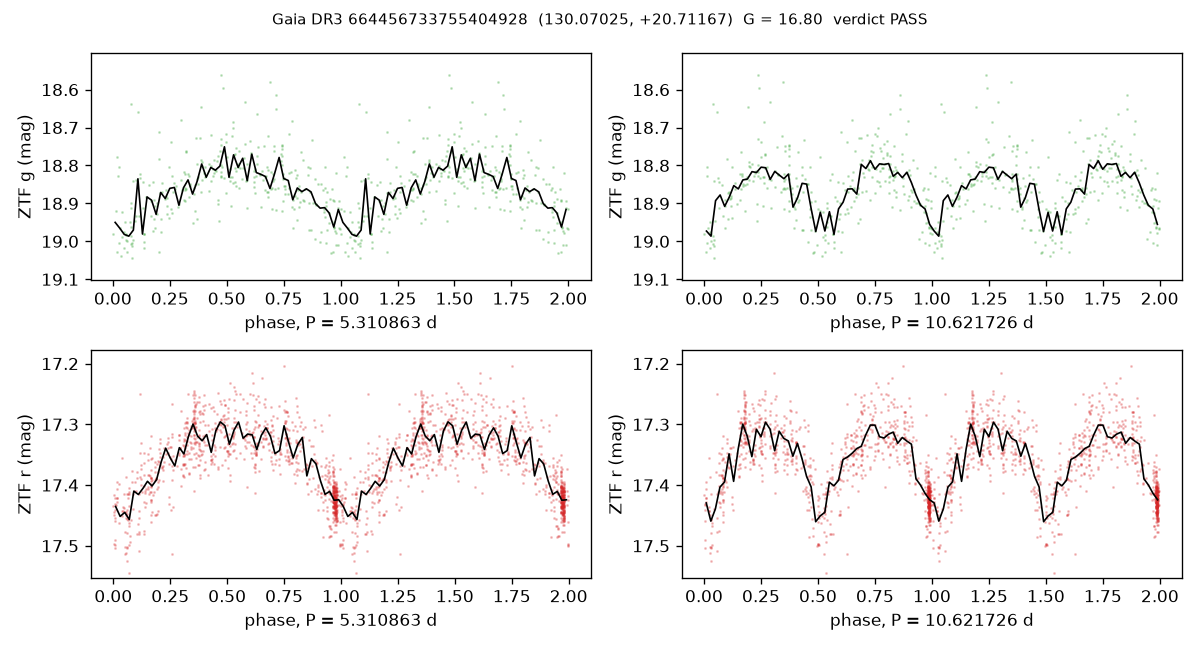 Gaia DR3 664456733755404928 (130.07025, +20.71167) G = 16.80 verdict PASS
ZTF g (mag)
18.6
18.7
18.8
18.9
19.0
19.1
0.00 0.25 0.50 0.75 1.00 1.25 1.50 1.75 2.00
phase, P = 5.310863 d
ZTF g (mag)
18.6
18.7
18.8
18.9
19.0
19.1
0.00 0.25 0.50 0.75 1.00 1.25 1.50 1.75 2.00
phase, P = 10.621726 d
ZTF r (mag)
17.2
17.3
17.4
17.5
0.00 0.25 0.50 0.75 1.00 1.25 1.50 1.75 2.00
phase, P = 5.310863 d
ZTF r (mag)
17.2
17.3
17.4
17.5
0.00 0.25 0.50 0.75 1.00 1.25 1.50 1.75 2.00
phase, P = 10.621726 d